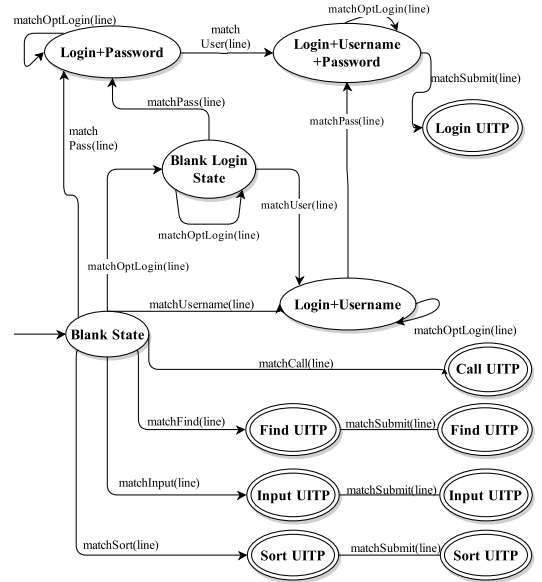 matchOptLogin(line)
matchOptLogin(line)
Login+Password
match
User(line)
Login+Username
+Password
matchSubmit(line)
matchPass(line)
matchPass(line)
Login UITP
match
Pass(line)
Blank Login
State
matchUser(line)
matchOptLogin(line)
matchOptLogin(line)
matchUsername(line)
Login+Username
matchOptLogin(line)
Blank State
matchCall(line)
Call UITP
matchFind(line)
Find UITP
matchSubmit(line)
Find UITP
matchInput(line)
Input UITP
matchSubmit(line)
Input UITP
matchSort(line)
Sort UITP
matchSubmit(line)
Sort UITP